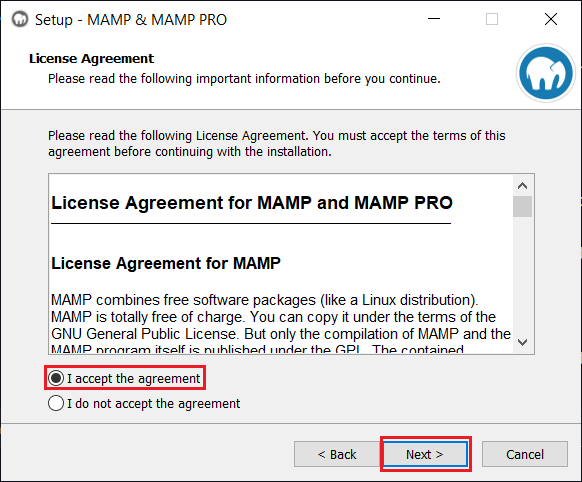 Setup - MAMP & MAMP PRO
License Agreement
Please read the following important information before you continue.
Please read the following License Agreement. You must accept the terms of this
agreement before continuing with the installation.
License Agreement for MAMP and MAMP PRO
License Agreement for MAMP
MAMP combines free software packages (like a Linux distribution).
MAMP is totally free of charge. You can copy it under the terms of the
GNU General Public License. But only the compilation of MAMP and the
MAMP program itself is published under the GPL. The contained
I accept the agreement
I do not accept the agreement
< Back
Next >
Cancel